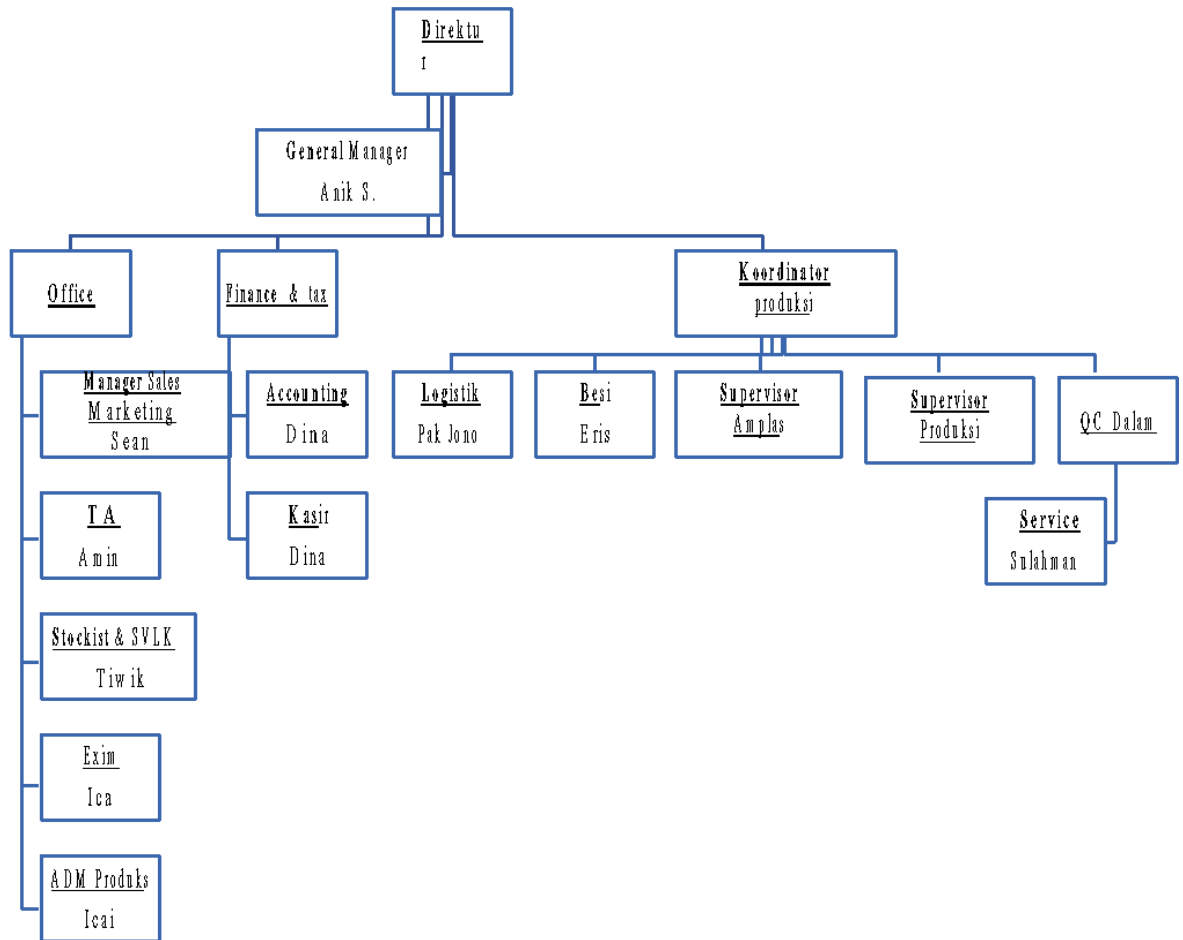 Direktu
r
General Manager
Anik S.
Office
Finance & tax
Koordinator
produksi
Manager Sales
Marketing
Sean
Accounting
Dina
Logistik
Pak Jono
Besi
Eris
Supervisor
Amplas
Supervisor
Produksi
QC Dalam
TA
Amin
Kasir
Dina
Service
Sulahman
Stockist & SVLK
Tiwik
Exim
Ica
ADM Produks
Icai